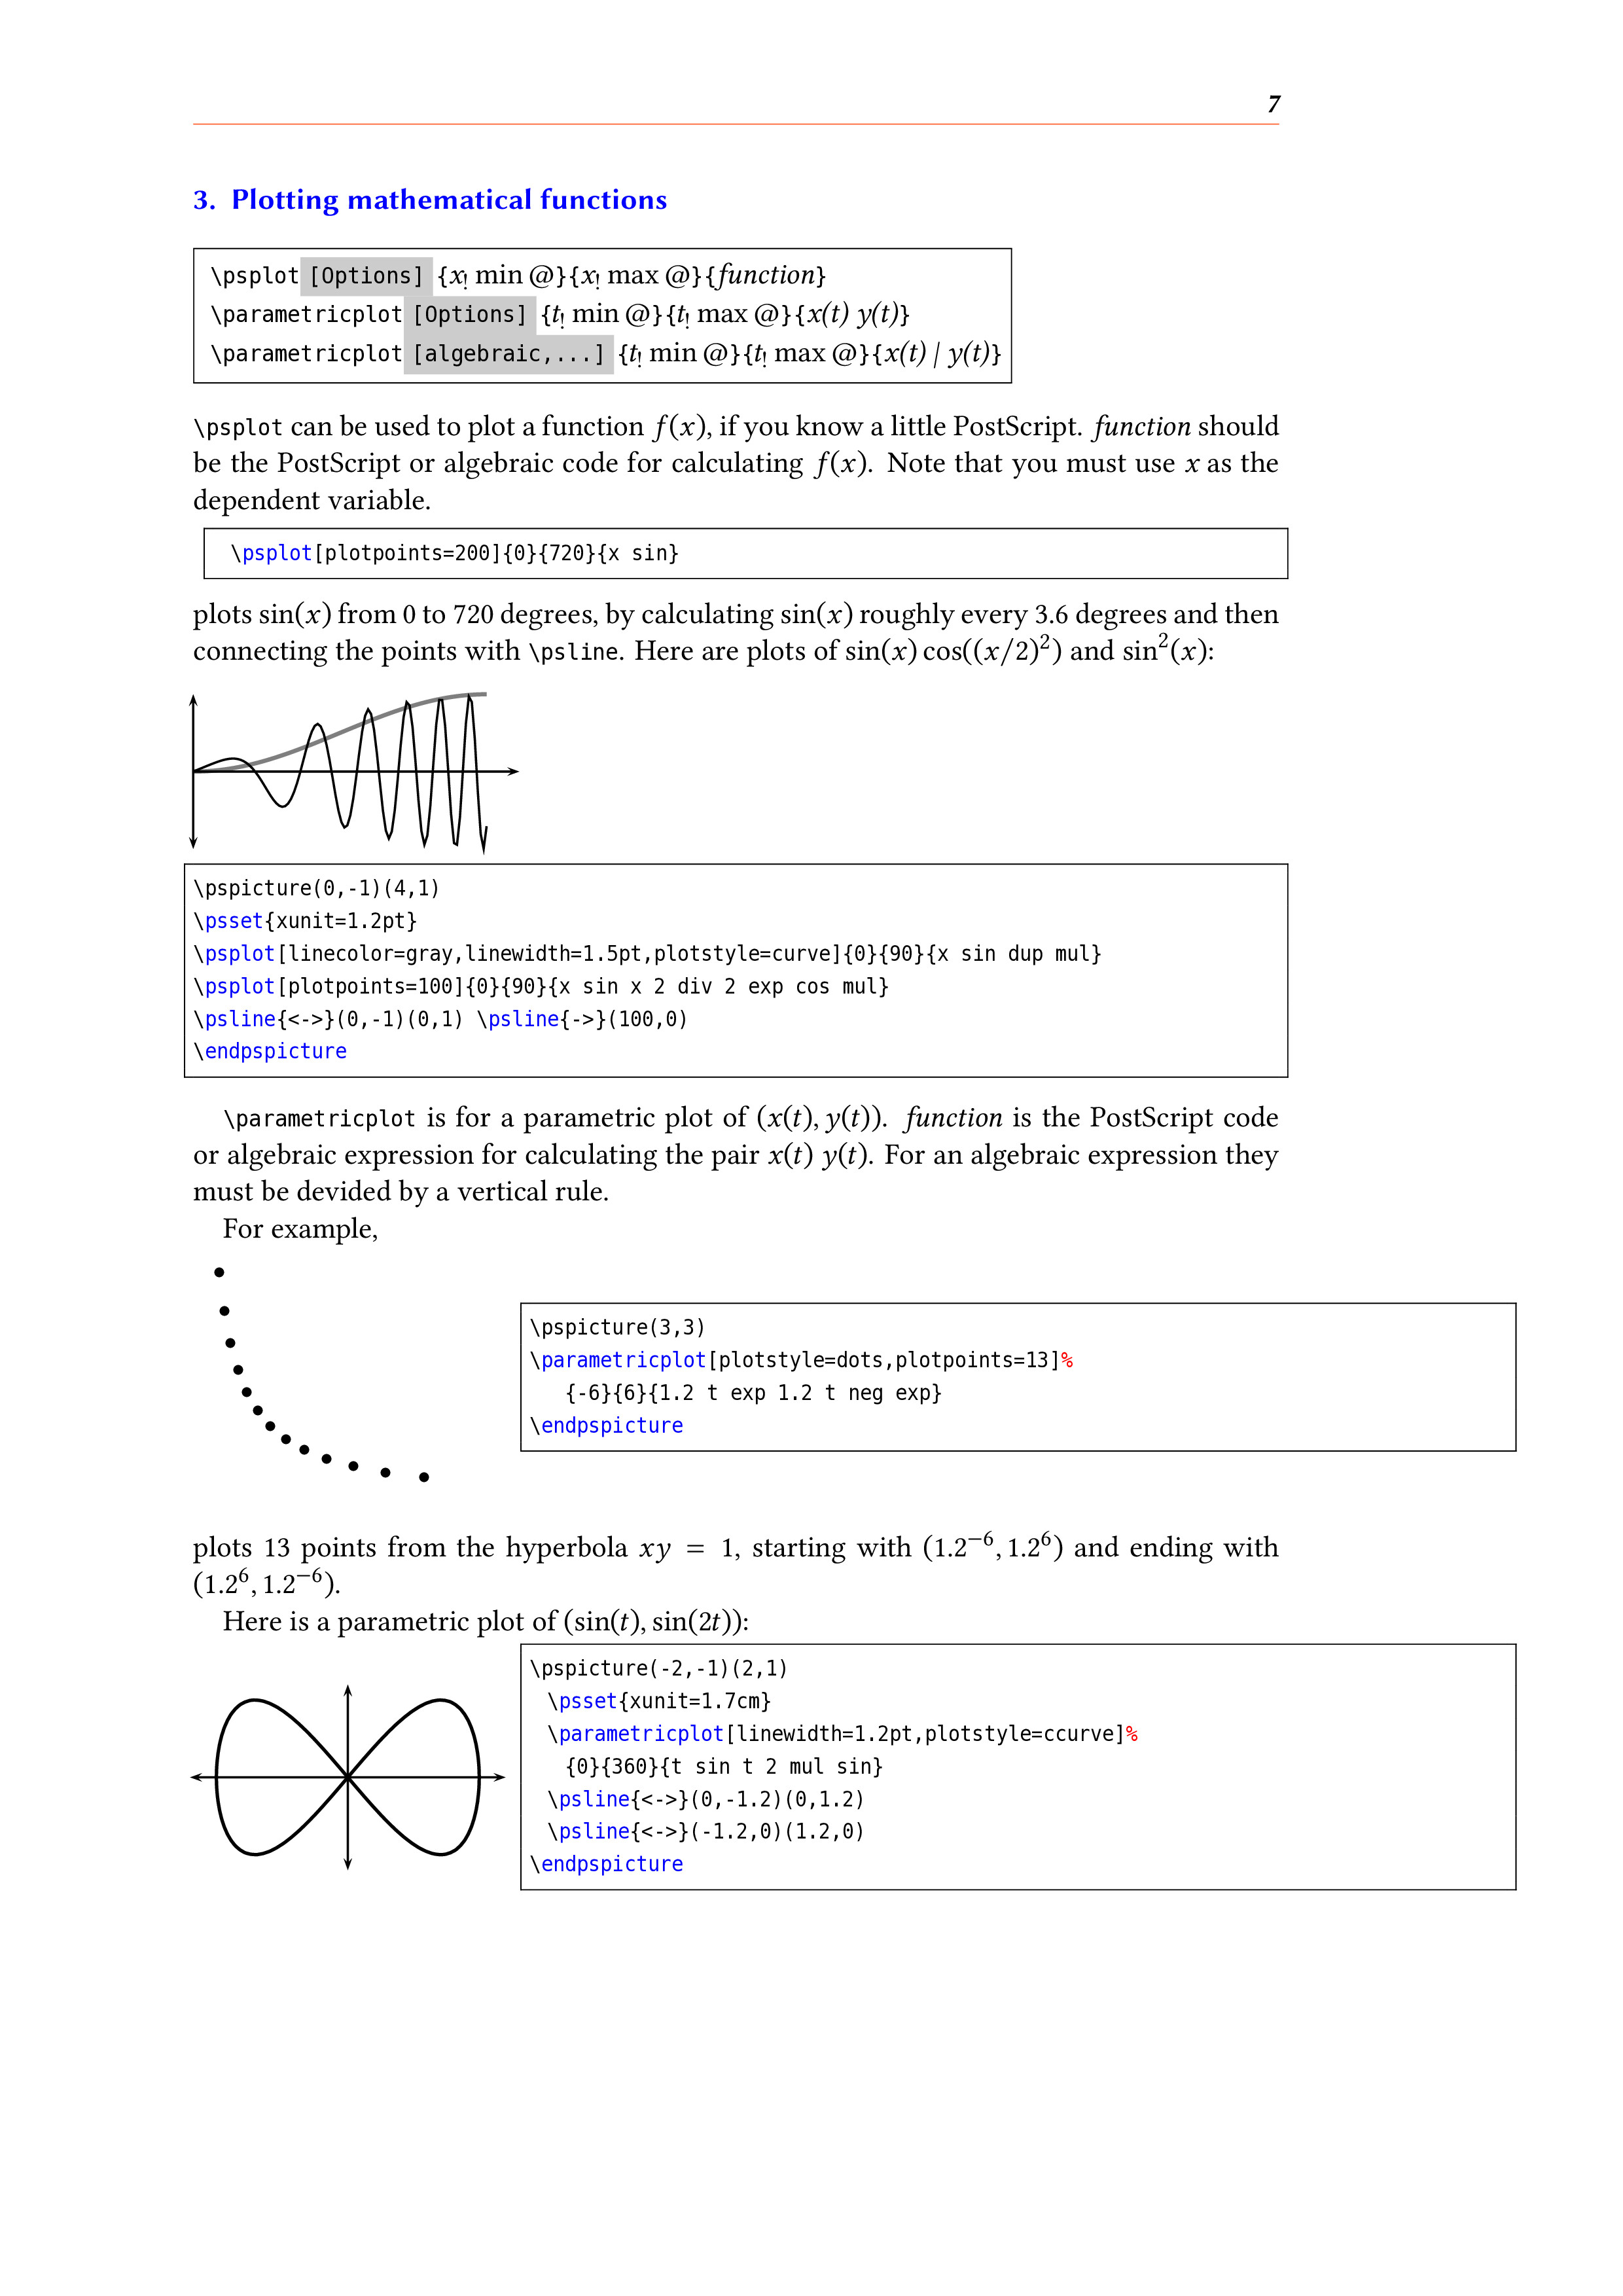 7
3. Plotting mathematical functions
\psplot [Options] {x! min @}{x! max @}{function}
\parametricplot [Options] {t! min @}{t! max @}{x(t) y(t)}
\parametricplot [algebraic,...] {t! min @}{t! max @}{x(t) | y(t)}
\psplot can be used to plot a function f(x), if you know a little PostScript. function should
be the PostScript or algebraic code for calculating f(x). Note that you must use x as the
dependent variable.
\psplot[plotpoints=200]{0}{720}{x sin}
plots sin(x) from 0 to 720 degrees, by calculating sin(x) roughly every 3.6 degrees and then
connecting the points with \psline. Here are plots of sin(x) cos((x/2)²) and sin²(x):
\pspicture(0,-1)(4,1)
\psset{xunit=1.2pt}
\psplot[linecolor=gray,linewidth=1.5pt,plotstyle=curve]{0}{90}{x sin dup mul}
\psplot[plotpoints=100]{0}{90}{x sin x 2 div 2 exp cos mul}
\psline{<->}(0,-1)(0,1) \psline{->}(100,0)
\endpspicture
\parametricplot is for a parametric plot of (x(t), y(t)). function is the PostScript code
or algebraic expression for calculating the pair x(t) y(t). For an algebraic expression they
must be devided by a vertical rule.
For example,
\pspicture(3,3)
\parametricplot[plotstyle=dots,plotpoints=13]%
{-6}{6}{1.2 t exp 1.2 t neg exp}
\endpspicture
plots 13 points from the hyperbola xy = 1, starting with (1.2⁻⁶, 1.2⁶) and ending with
(1.2⁶, 1.2⁻⁶).
Here is a parametric plot of (sin(t), sin(2t)):
\pspicture(-2,-1)(2,1)
\psset{xunit=1.7cm}
\parametricplot[linewidth=1.2pt,plotstyle=ccurve]%
{0}{360}{t sin t 2 mul sin}
\psline{<->}(0,-1.2)(0,1.2)
\psline{<->}(-1.2,0)(1.2,0)
\endpspicture